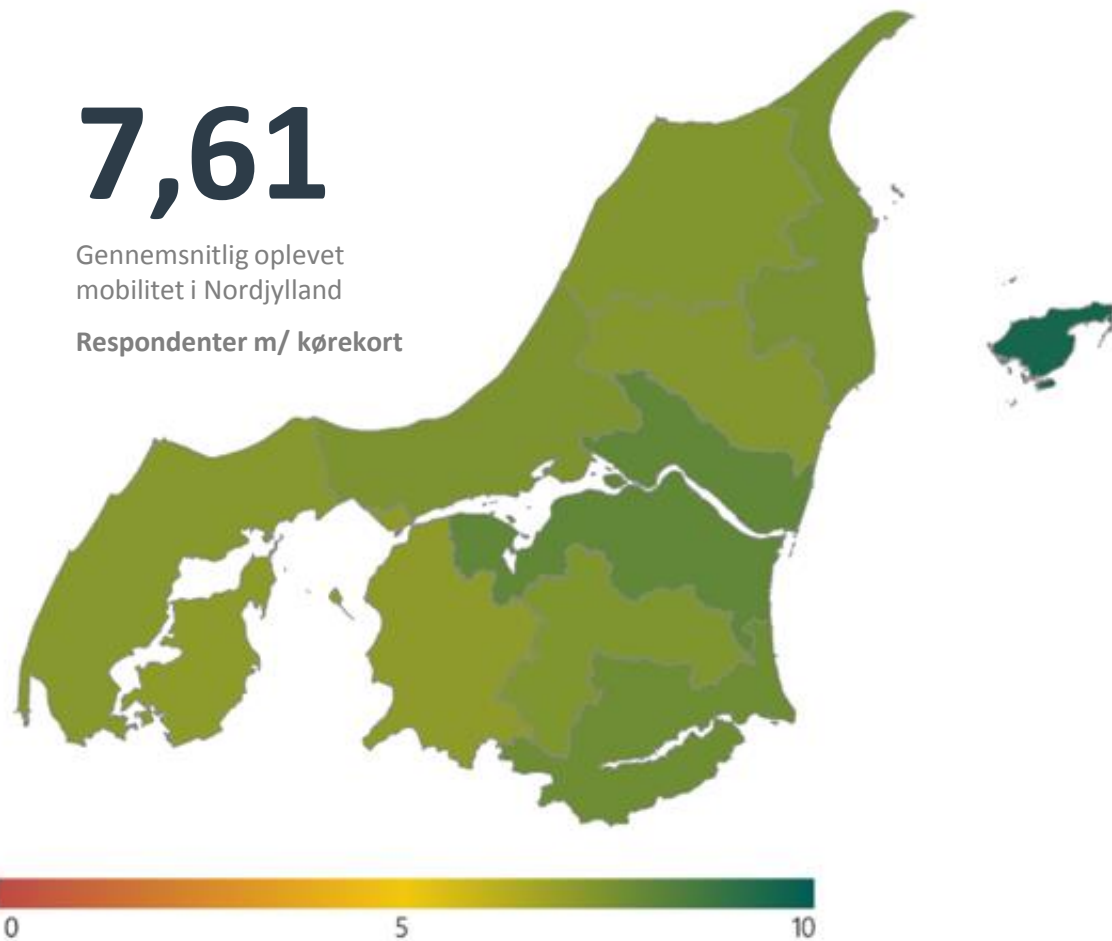 7,61
Gennemsnitlig oplevet
mobilitet i Nordjylland
Respondenter m/ kørekort
0
5
10